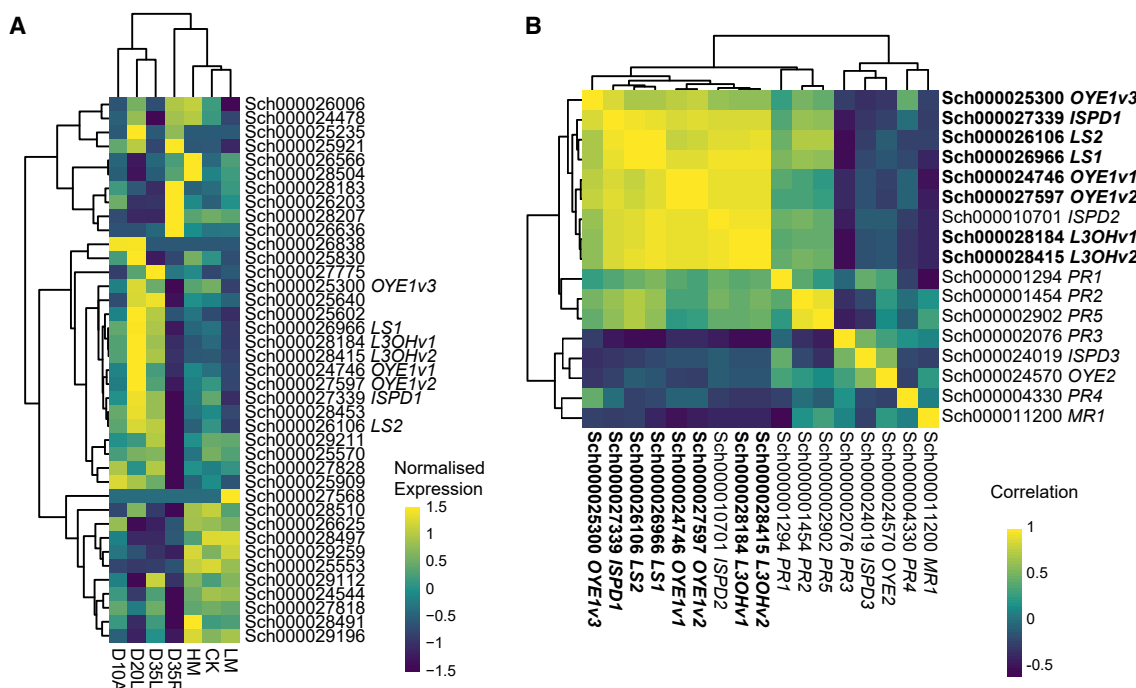 A
Sch000026006
Sch000024478
Sch000025235
Sch000025921
Sch000026566
Sch000028504
Sch000028183
Sch000026203
Sch000028207
Sch000026636
Sch000026838
Sch000025830
Sch000027775
Sch000025300 OYE1v3
Sch000025640
Sch000025602
Sch000026966 LS1
Sch000028184 L3OHv1
Sch000028415 L3OHv2
Sch000024746 OYE1v1
Sch000027597 OYE1v2
Sch000027339 ISPD1
Sch000028453
Sch000026106 LS2
Sch000029211
Sch000025570
Sch000027828
Sch000025909
Sch000027568
Sch000028510
Sch000026625
Sch000028497
Sch000029259
Sch000025553
Sch000029112
Sch000024544
Sch000027818
Sch000028491
Sch000029196
D10A
D20L
D35L
D35R
HM
CK
LM
Normalised
Expression
1.5
1
0.5
0
−0.5
−1
−1.5
B
Sch000025300 OYE1v3
Sch000027339 ISPD1
Sch000026106 LS2
Sch000026966 LS1
Sch000024746 OYE1v1
Sch000027597 OYE1v2
Sch000010701 ISPD2
Sch000028184 L3OHv1
Sch000028415 L3OHv2
Sch000001294 PR1
Sch000001454 PR2
Sch000002902 PR5
Sch000002076 PR3
Sch000024019 ISPD3
Sch000024570 OYE2
Sch000004330 PR4
Sch000011200 MR1
Sch000025300 OYE1v3
Sch000027339 ISPD1
Sch000026106 LS2
Sch000026966 LS1
Sch000024746 OYE1v1
Sch000027597 OYE1v2
Sch000010701 ISPD2
Sch000028184 L3OHv1
Sch000028415 L3OHv2
Sch000001294 PR1
Sch000001454 PR2
Sch000002902 PR5
Sch000002076 PR3
Sch000024019 ISPD3
Sch000024570 OYE2
Sch000004330 PR4
Sch000011200 MR1
Correlation
1
0.5
0
-0.5